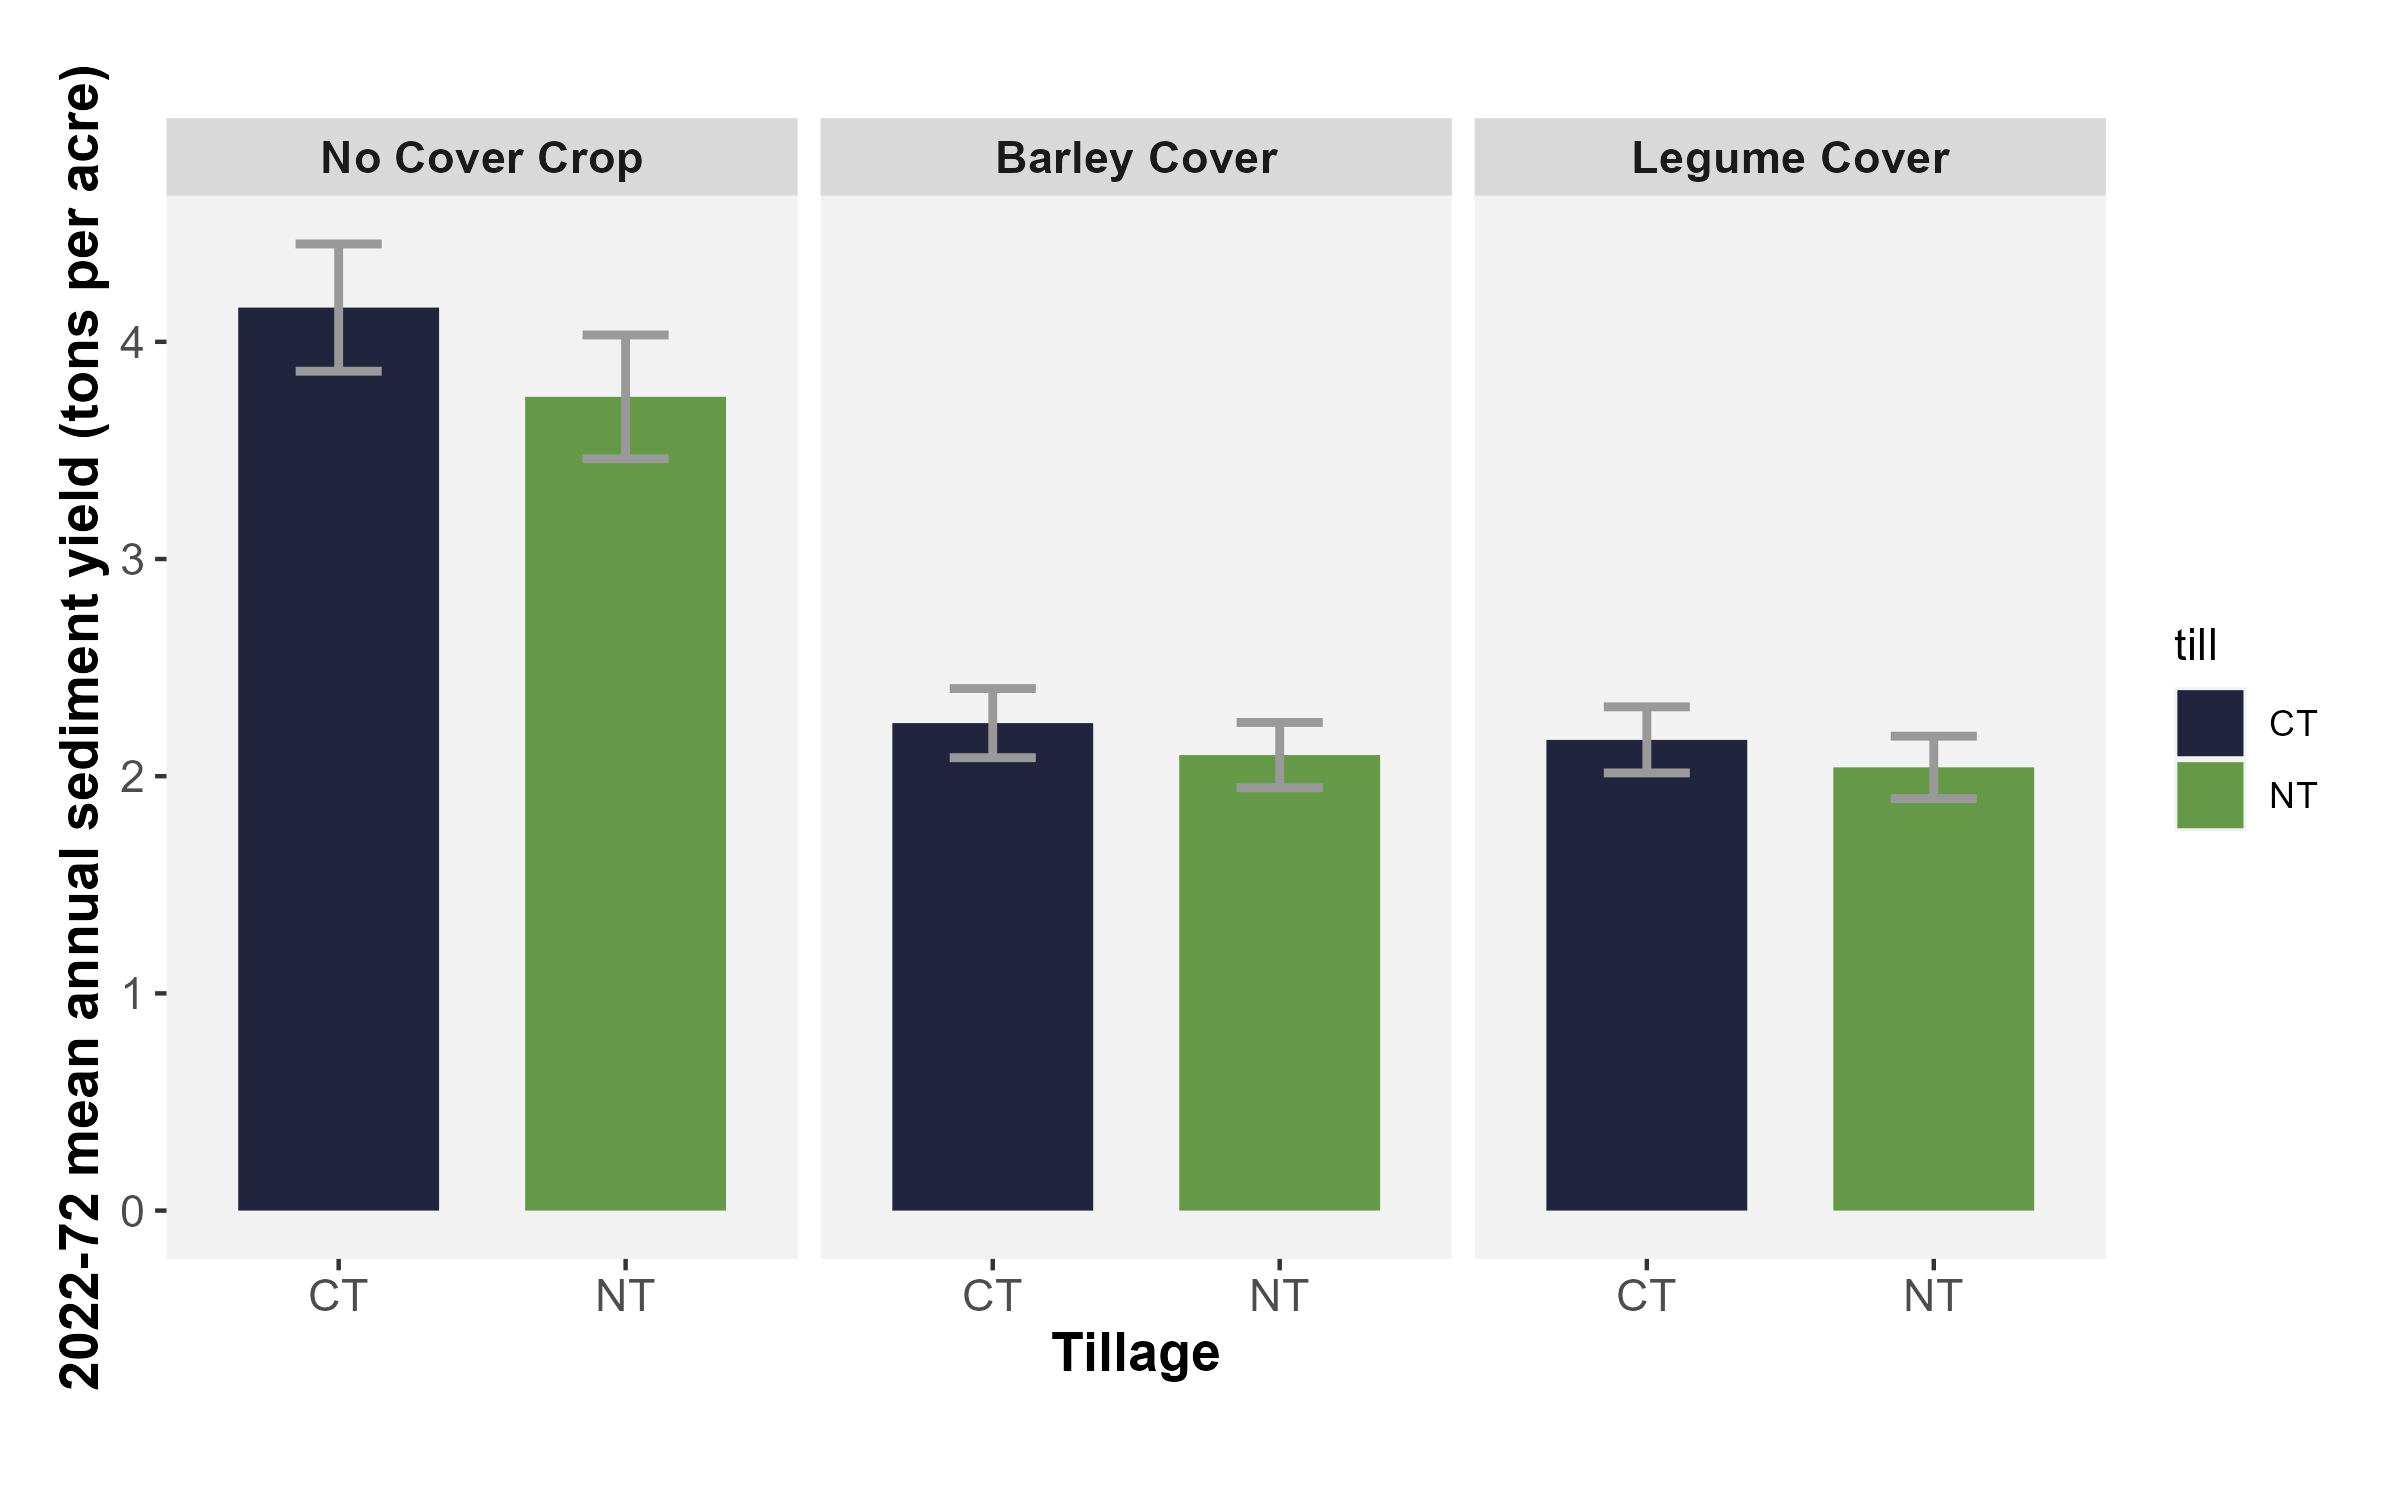 2022-72 mean annual sediment yield (tons per acre)
No Cover Crop
Barley Cover
Legume Cover
4
3
2
1
0
CT
NT
CT
NT
CT
NT
Tillage
till
CT
NT